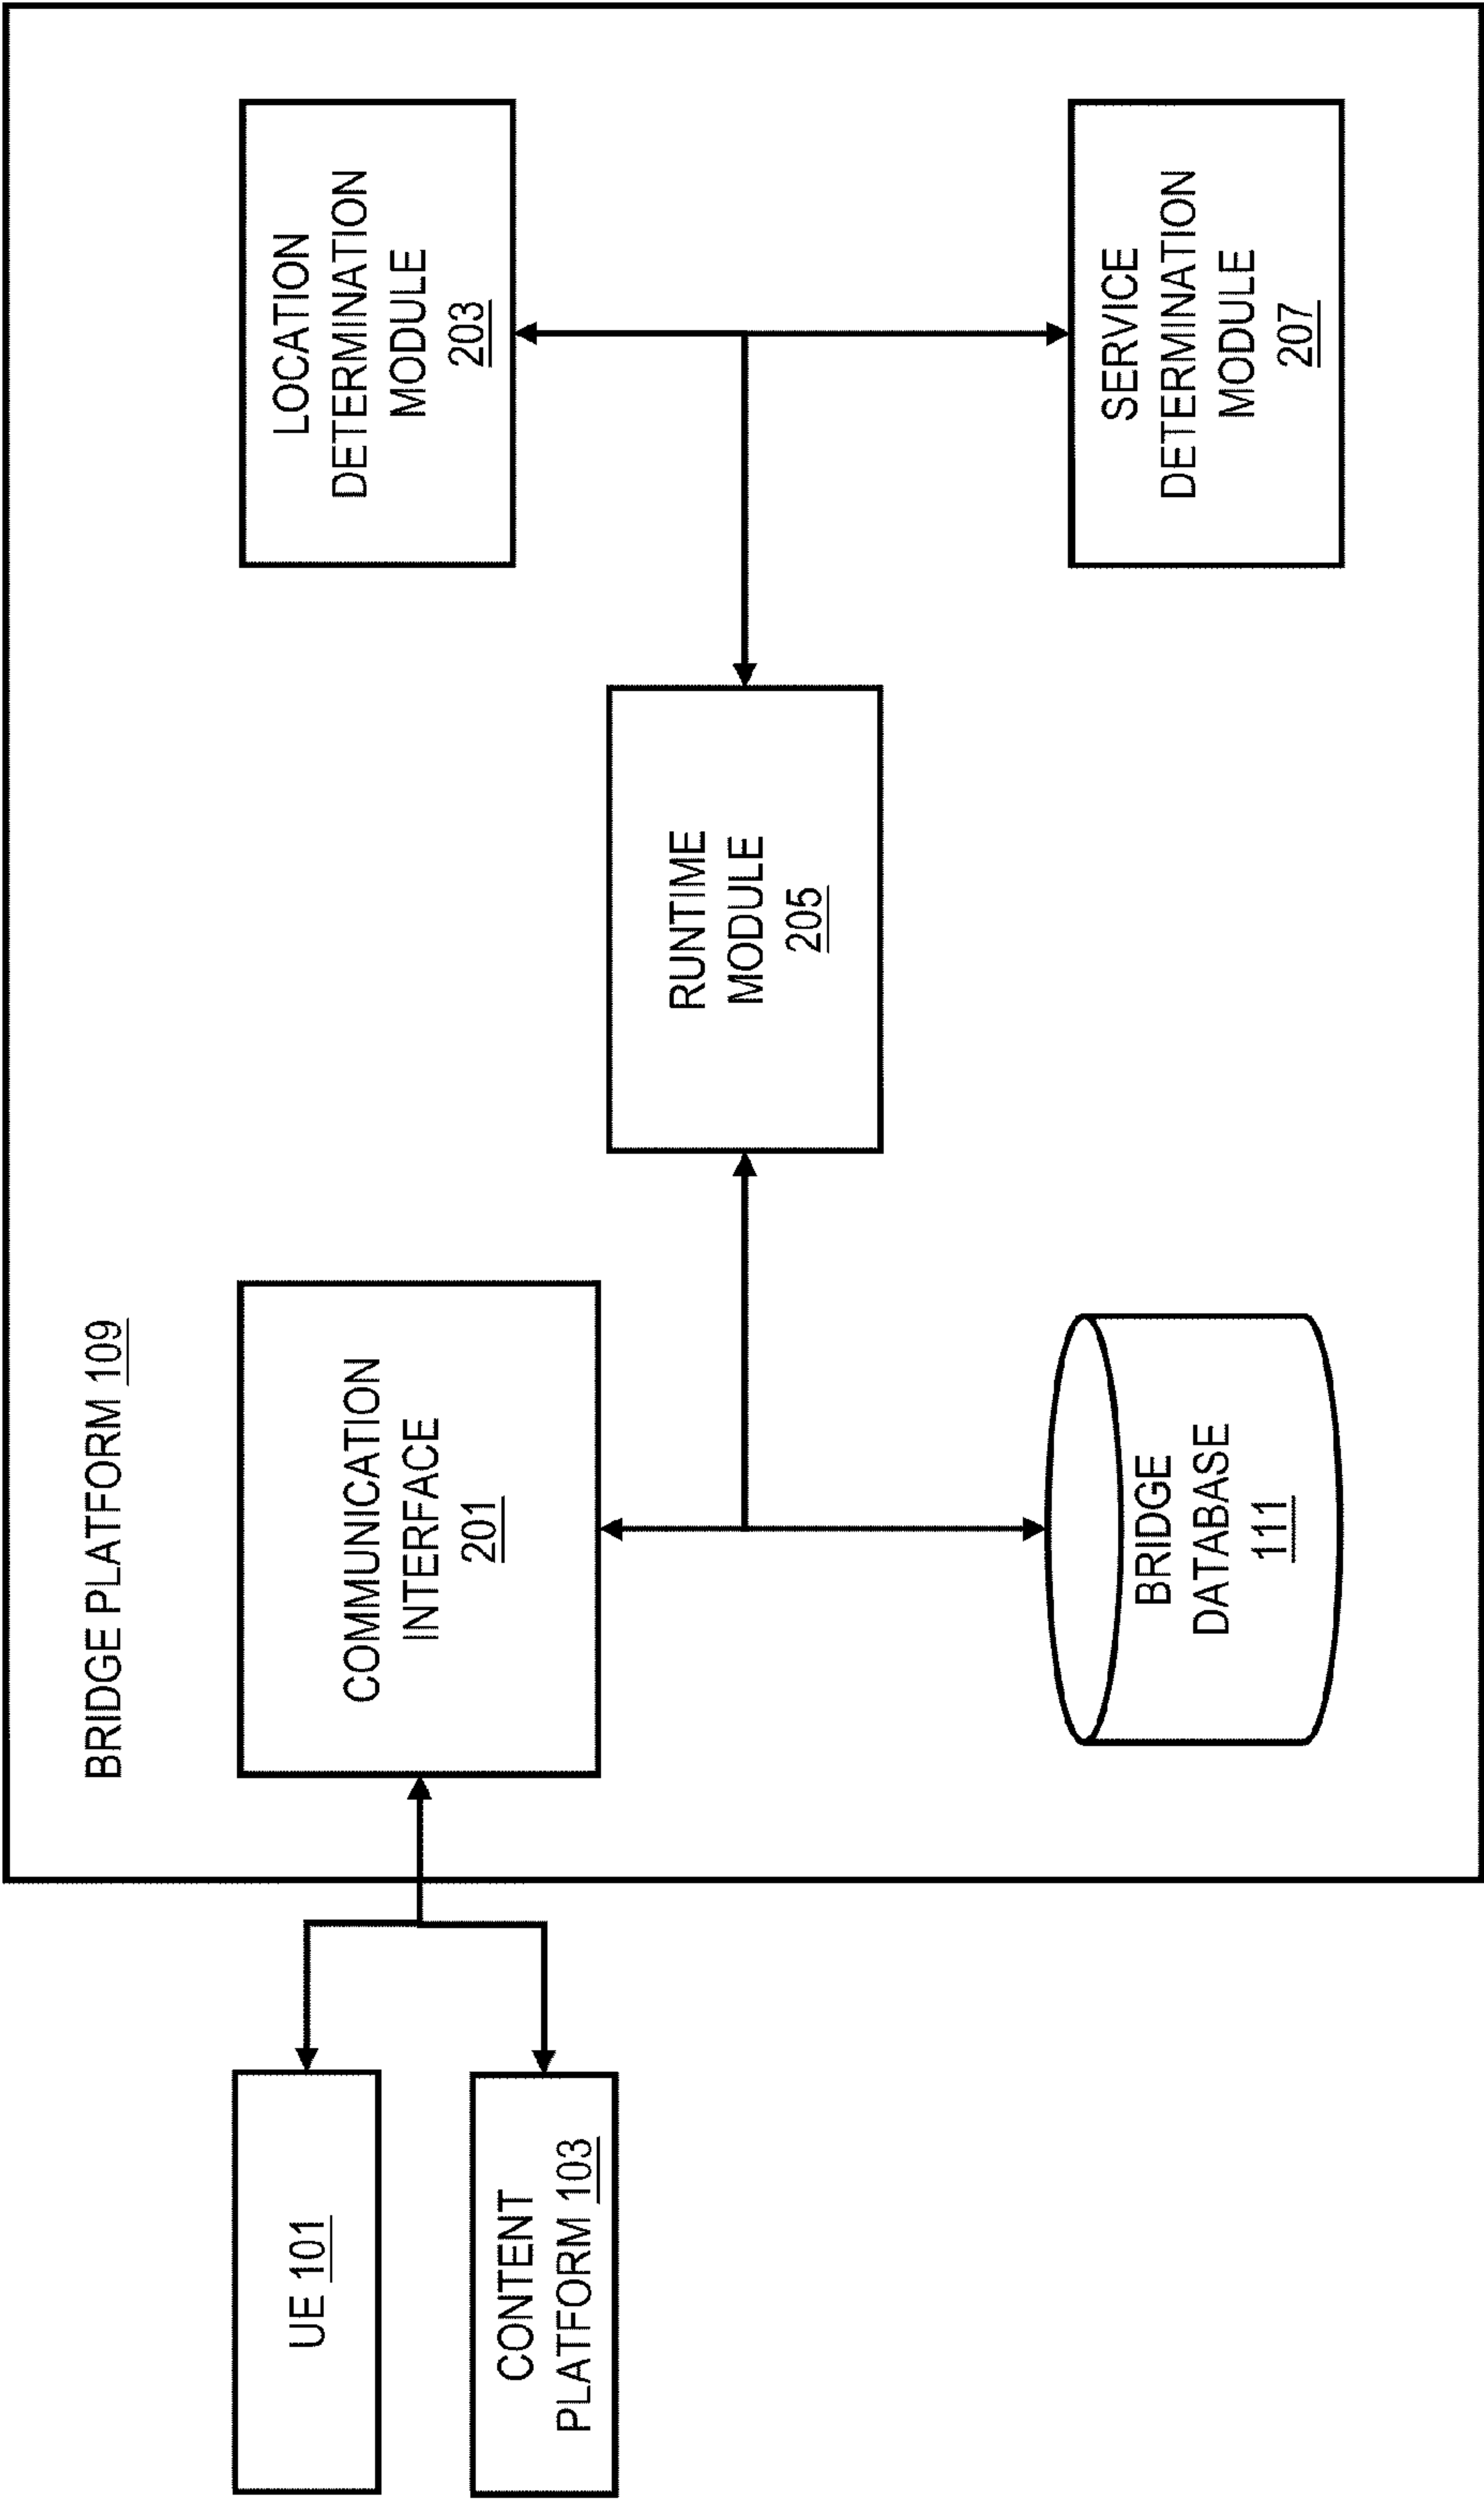 BRIDGE PLATFORM 109
UE 101
CONTENT
PLATFORM 103
COMMUNICATION
INTERFACE
201
BRIDGE
DATABASE
111
RUNTIME
MODULE
205
LOCATION
DETERMINATION
MODULE
203
SERVICE
DETERMINATION
MODULE
207